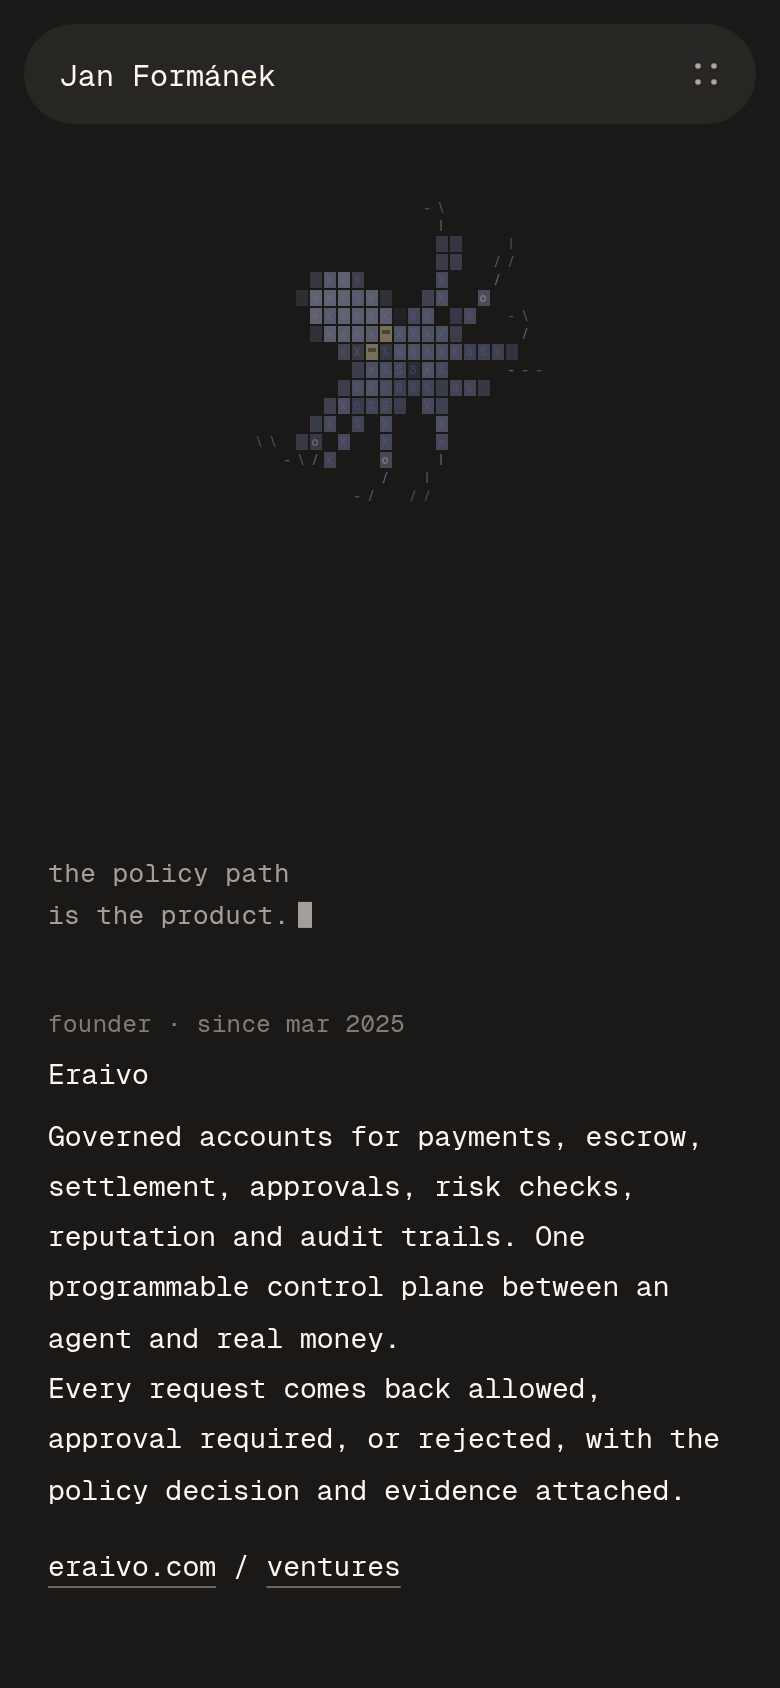 Jan Formánek
the policy path
is the product.
founder · since mar 2025
Eraivo
Governed accounts for payments, escrow,
settlement, approvals, risk checks,
reputation and audit trails. One
programmable control plane between an
agent and real money.
Every request comes back allowed,
approval required, or rejected, with the
policy decision and evidence attached.
eraivo.com / ventures